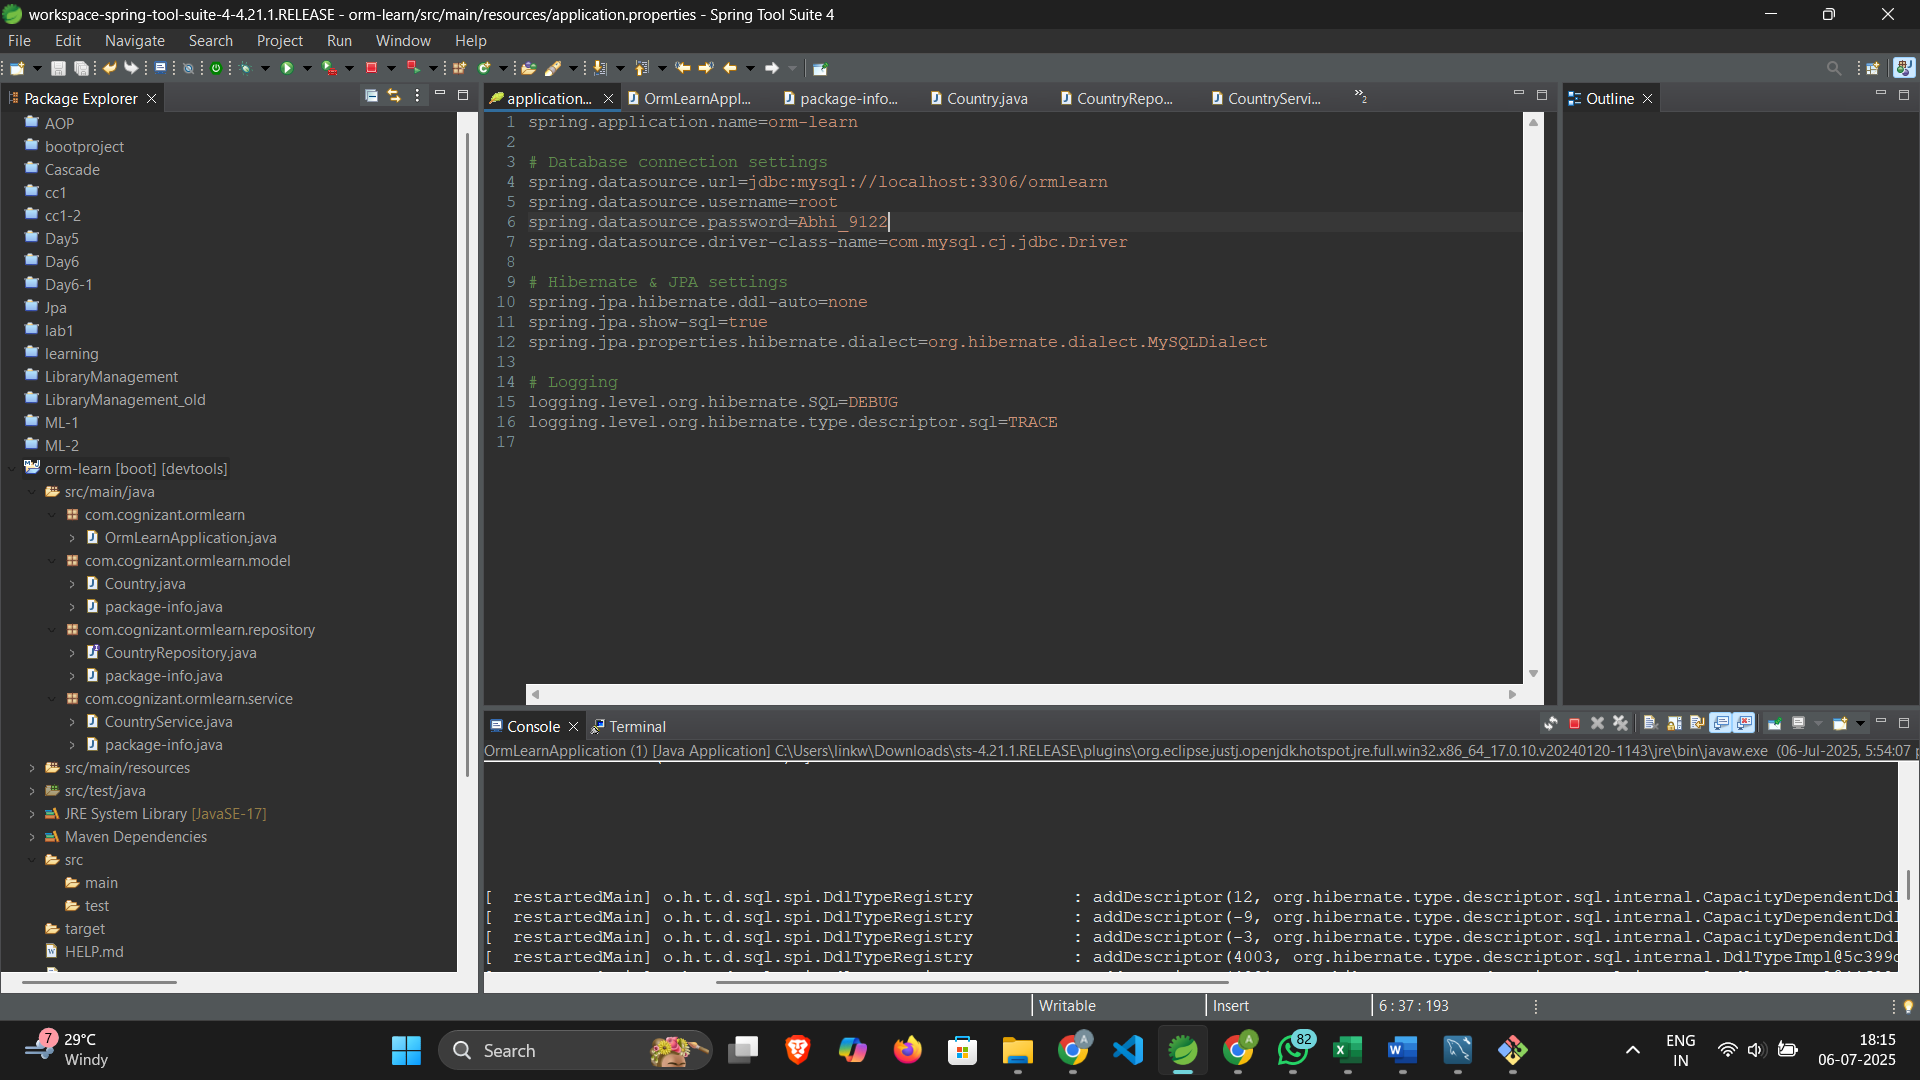 workspace-spring-tool-suite-4-4.21.1.RELEASE - orm-learn/src/main/resources/application.properties - Spring Tool Suite 4
File Edit Navigate Search Project Run Window Help
Package Explorer
AOP
bootproject
Cascade
cc1
cc1-2
Day5
Day6
Day6-1
Jpa
lab1
learning
LibraryManagement
LibraryManagement_old
ML-1
ML-2
orm-learn [boot] [devtools]
src/main/java
com.cognizant.ormlearn
OrmLearnApplication.java
com.cognizant.ormlearn.model
Country.java
package-info.java
com.cognizant.ormlearn.repository
CountryRepository.java
package-info.java
com.cognizant.ormlearn.service
CountryService.java
package-info.java
src/main/resources
src/test/java
JRE System Library [JavaSE-17]
Maven Dependencies
src
main
test
target
HELP.md
application... OrmLearnAppl... package-info... Country.java CountryRepo... CountryServi... »2
1 spring.application.name=orm-learn
2
3 # Database connection settings
4 spring.datasource.url=jdbc:mysql://localhost:3306/ormlearn
5 spring.datasource.username=root
6 spring.datasource.password=Abhi_9122
7 spring.datasource.driver-class-name=com.mysql.cj.jdbc.Driver
8
9 # Hibernate & JPA settings
10 spring.jpa.hibernate.ddl-auto=none
11 spring.jpa.show-sql=true
12 spring.jpa.properties.hibernate.dialect=org.hibernate.dialect.MySQLDialect
13
14 # Logging
15 logging.level.org.hibernate.SQL=DEBUG
16 logging.level.org.hibernate.type.descriptor.sql=TRACE
17
Outline
Console Terminal
OrmLearnApplication (1) [Java Application] C:\Users\linkw\Downloads\sts-4.21.1.RELEASE\plugins\org.eclipse.justj.openjdk.hotspot.jre.full.win32.x86_64_17.0.10.v20240120-1143\jre\bin\javaw.exe (06-Jul-2025, 5:54:07 p
[ restartedMain] o.h.t.d.sql.spi.DdlTypeRegistry : addDescriptor(12, org.hibernate.type.descriptor.sql.internal.CapacityDependentDdl
[ restartedMain] o.h.t.d.sql.spi.DdlTypeRegistry : addDescriptor(-9, org.hibernate.type.descriptor.sql.internal.CapacityDependentDdl
[ restartedMain] o.h.t.d.sql.spi.DdlTypeRegistry : addDescriptor(-3, org.hibernate.type.descriptor.sql.internal.CapacityDependentDdl
[ restartedMain] o.h.t.d.sql.spi.DdlTypeRegistry : addDescriptor(4003, org.hibernate.type.descriptor.sql.internal.DdlTypeImpl@5c399c
Writable Insert 6 : 37 : 193
7
29°C
Windy
Search
82
ENG
IN
18:15
06-07-2025